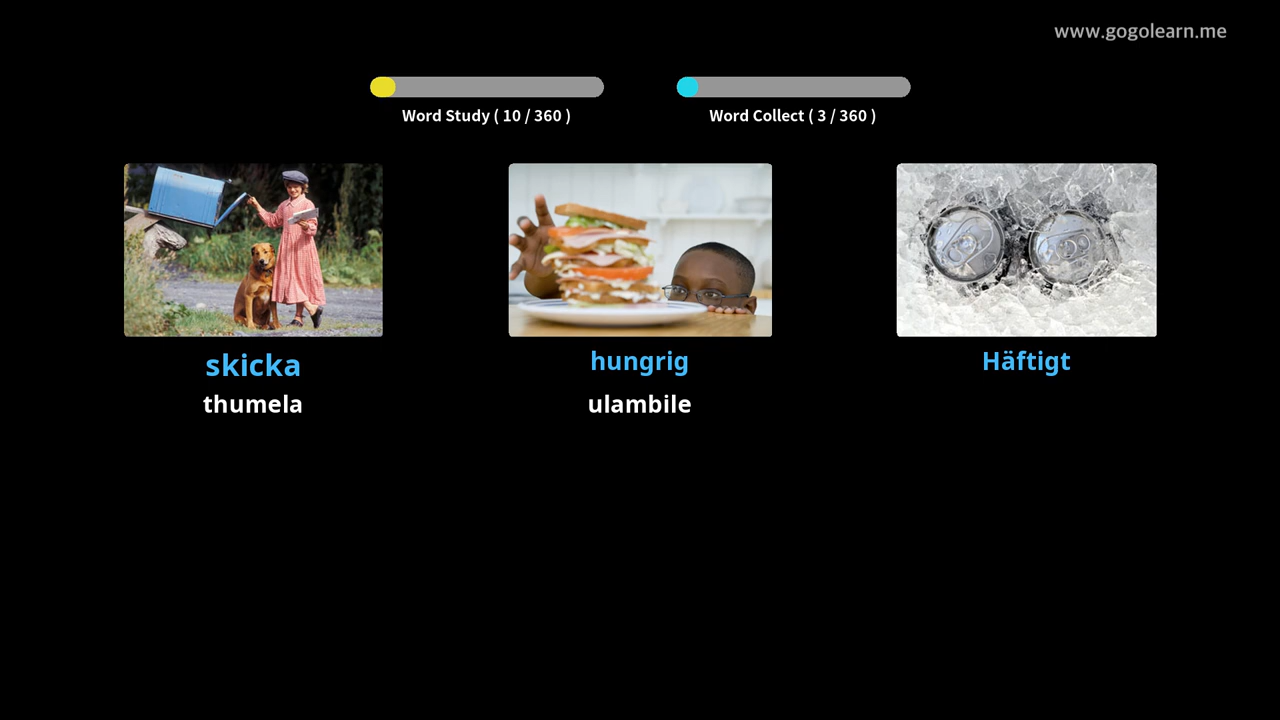 www.gogolearn.me
Word Study ( 10 / 360 )
Word Collect ( 3 / 360 )
skicka
hungrig
Häftigt
thumela
ulambile